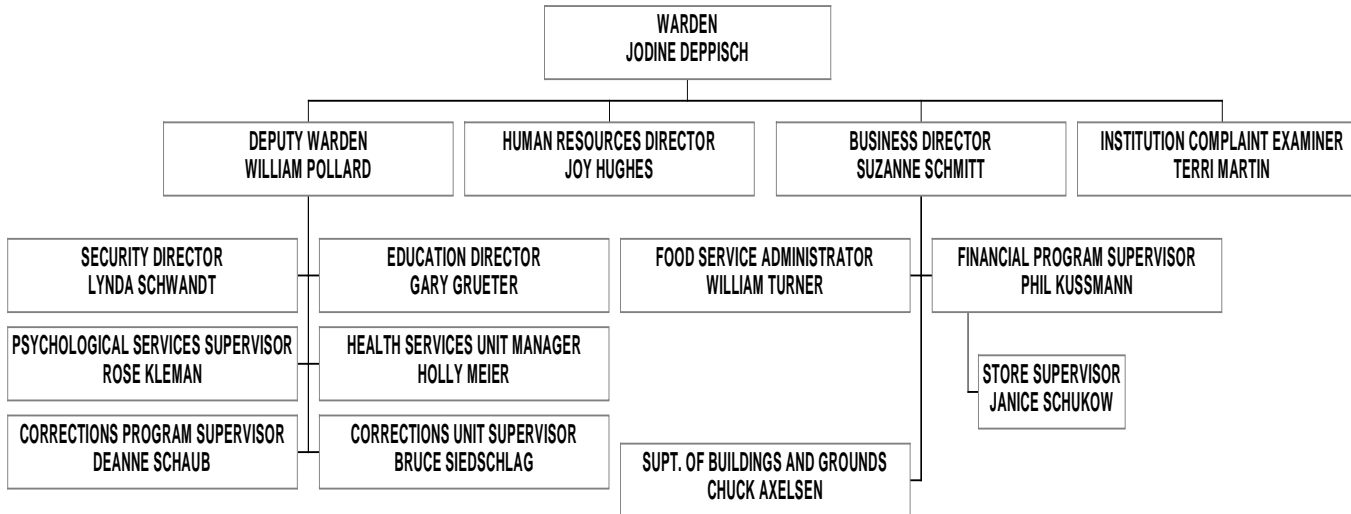 WARDEN
JODINE DEPPISCH
DEPUTY WARDEN
WILLIAM POLLARD
HUMAN RESOURCES DIRECTOR
JOY HUGHES
BUSINESS DIRECTOR
SUZANNE SCHMITT
INSTITUTION COMPLAINT EXAMINER
TERRI MARTIN
SECURITY DIRECTOR
LYNDA SCHWANDT
EDUCATION DIRECTOR
GARY GRUETER
FOOD SERVICE ADMINISTRATOR
WILLIAM TURNER
FINANCIAL PROGRAM SUPERVISOR
PHIL KUSSMANN
PSYCHOLOGICAL SERVICES SUPERVISOR
ROSE KLEMAN
HEALTH SERVICES UNIT MANAGER
HOLLY MEIER
STORE SUPERVISOR
JANICE SCHUKOW
CORRECTIONS PROGRAM SUPERVISOR
DEANNE SCHAUB
CORRECTIONS UNIT SUPERVISOR
BRUCE SIEDSCHLAG
SUPT. OF BUILDINGS AND GROUNDS
CHUCK AXELSEN